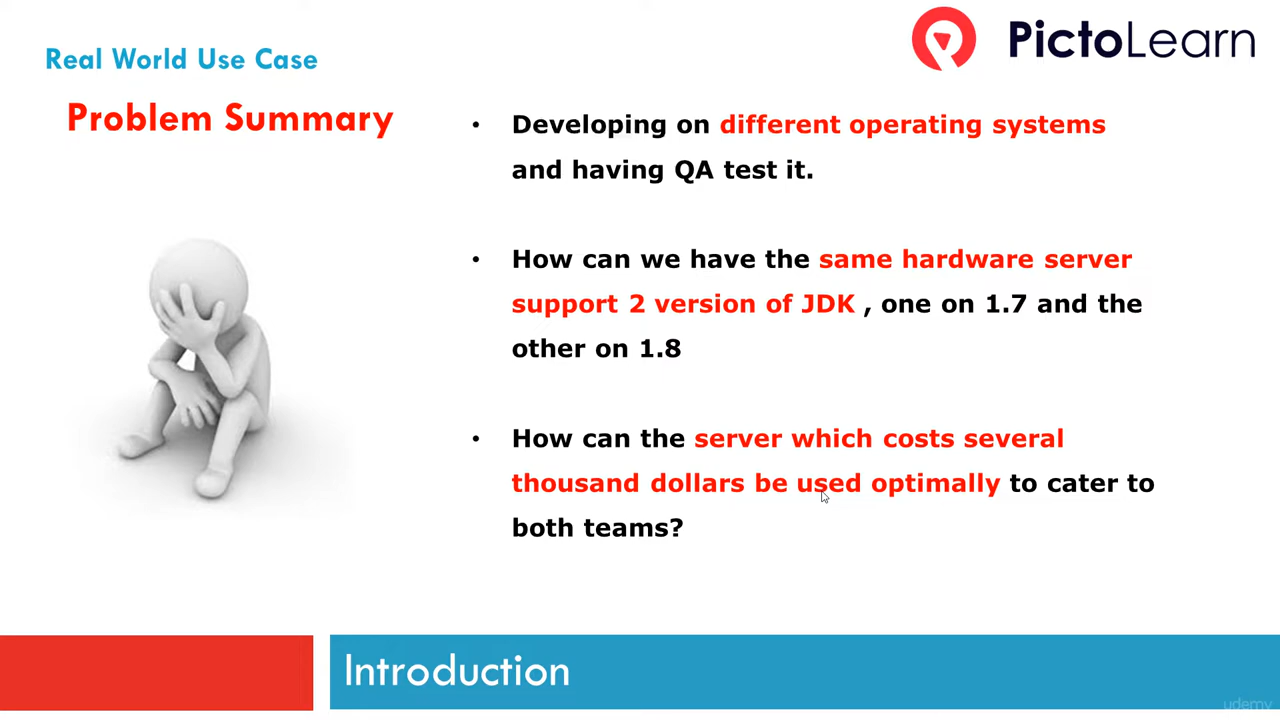 Real World Use Case
PictoLearn
Problem Summary
• Developing on different operating systems
and having QA test it.
• How can we have the same hardware server
support 2 version of JDK , one on 1.7 and the
other on 1.8
• How can the server which costs several
thousand dollars be used optimally to cater to
both teams?
Introduction
udemy